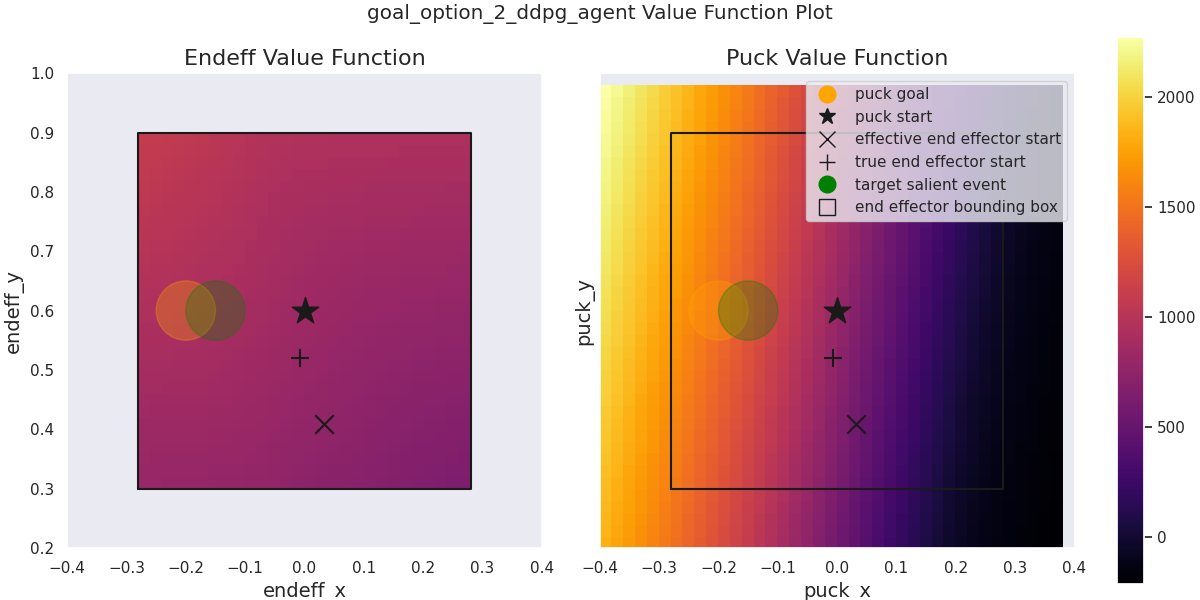 goal_option_2_ddpg_agent Value Function Plot
Endeff Value Function
1.0
0.9
0.8
0.7
0.6
0.5
0.4
0.3
0.2
endeff_y
−0.4 −0.3 −0.2 −0.1 0.0 0.1 0.2 0.3 0.4
endeff_x
Puck Value Function
puck goal
puck start
effective end effector start
true end effector start
target salient event
end effector bounding box
puck_y
−0.4 −0.3 −0.2 −0.1 0.0 0.1 0.2 0.3 0.4
puck_x
2000
1500
1000
500
0